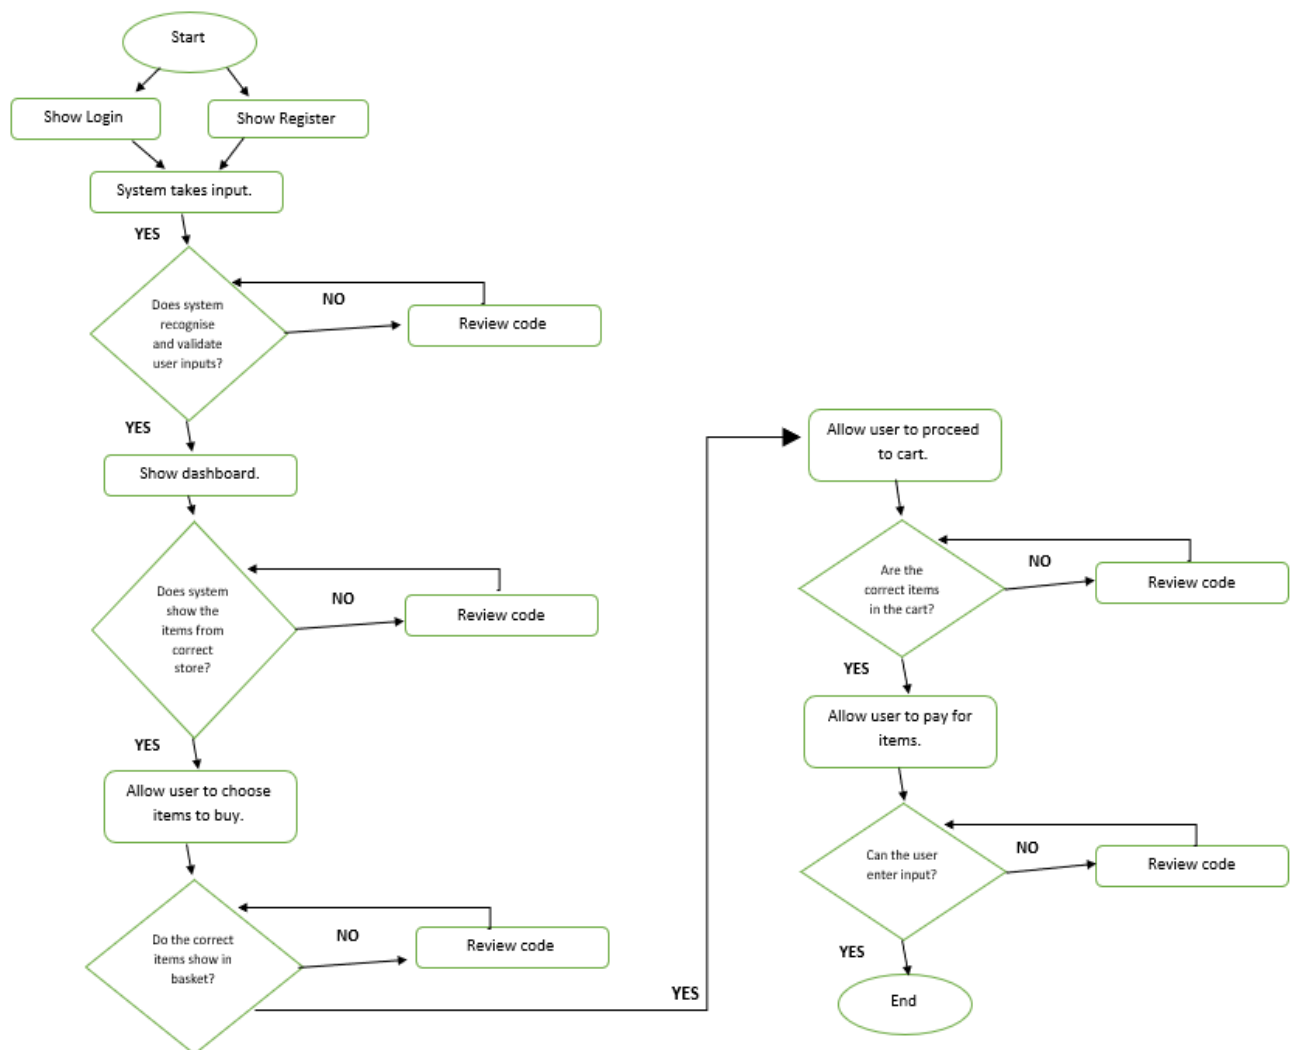 Start
Show Login
Show Register
System takes input.
YES
Does system
recognise
and validate
user inputs?
NO
Review code
YES
Show dashboard.
Does system
show the
items from
correct
store?
NO
Review code
YES
Allow user to choose
items to buy.
Do the correct
items show in
basket?
NO
Review code
YES
Allow user to proceed
to cart.
Are the
correct items
in the cart?
NO
Review code
YES
Allow user to pay for
items.
Can the user
enter input?
NO
Review code
YES
End